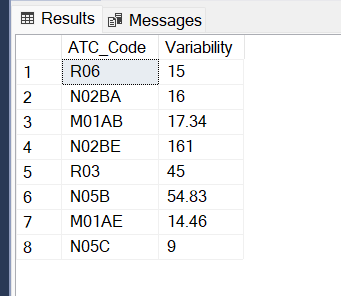 Results Messages
ATC_Code Variability
1 R06 15
2 N02BA 16
3 M01AB 17.34
4 N02BE 161
5 R03 45
6 N05B 54.83
7 M01AE 14.46
8 N05C 9